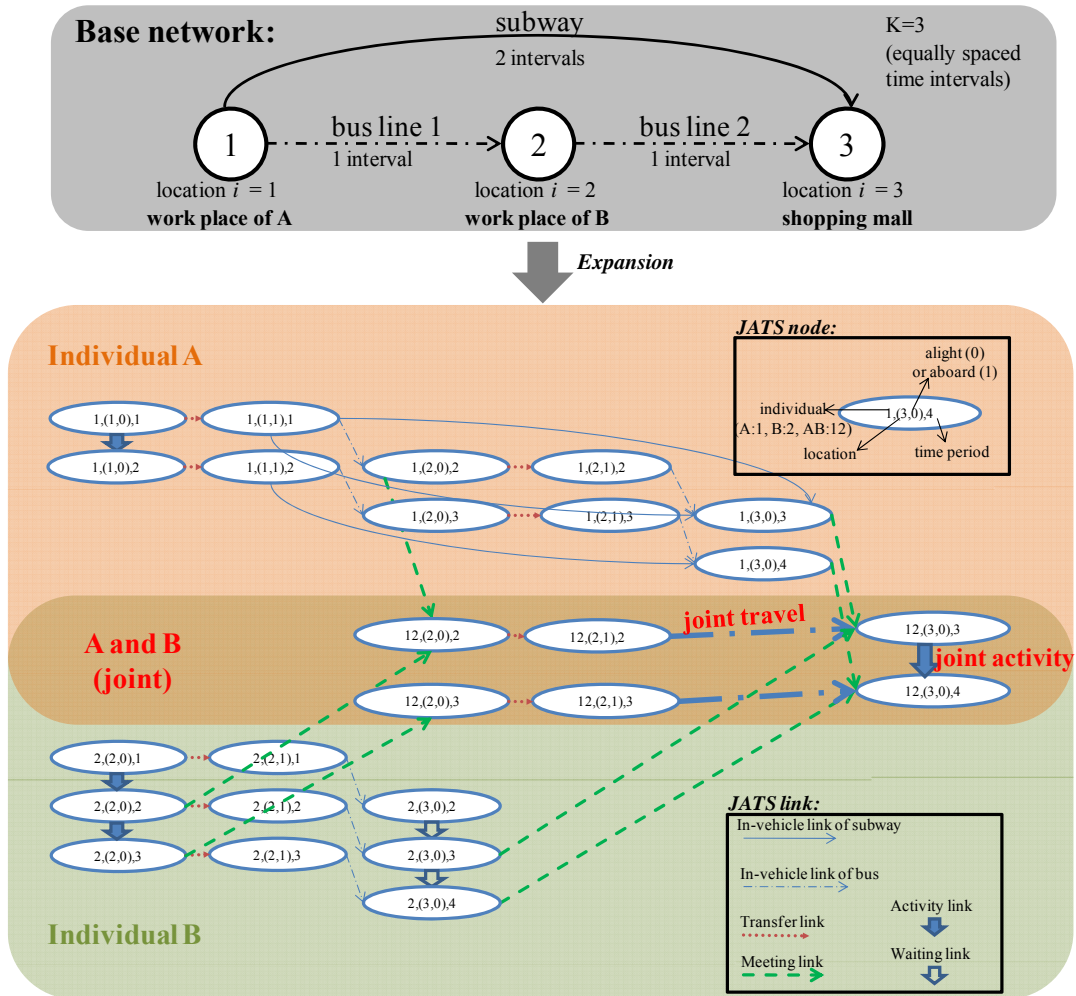 Base network:
subway
2 intervals
K=3
(equally spaced
time intervals)
1
bus line 1
1 interval
2
bus line 2
1 interval
3
location i = 1
work place of A
location i = 2
work place of B
location i = 3
shopping mall
Expansion
Individual A
JATS node:
alight (0)
or aboard (1)
individual
(A:1, B:2, AB:12)
1,(3,0),4
location
time period
1,(1,0),1
1,(1,1),1
1,(1,0),2
1,(1,1),2
1,(2,0),2
1,(2,1),2
1,(2,0),3
1,(2,1),3
1,(3,0),3
1,(3,0),4
A and B
(joint)
12,(2,0),2
12,(2,1),2
joint travel
12,(3,0),3
joint activity
12,(3,0),4
12,(2,0),3
12,(2,1),3
2,(2,0),1
2,(2,1),1
2,(2,0),2
2,(2,1),2
2,(3,0),2
2,(2,0),3
2,(2,1),3
2,(3,0),3
2,(3,0),4
Individual B
JATS link:
In-vehicle link of subway
In-vehicle link of bus
Transfer link
Activity link
Meeting link
Waiting link